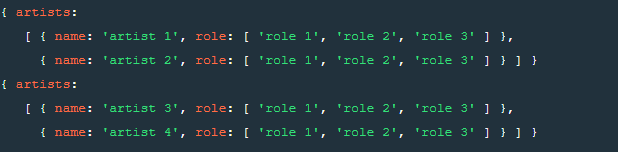 { artists:
[ { name: 'artist 1', role: [ 'role 1', 'role 2', 'role 3' ] },
{ name: 'artist 2', role: [ 'role 1', 'role 2', 'role 3' ] } ] }
{ artists:
[ { name: 'artist 3', role: [ 'role 1', 'role 2', 'role 3' ] },
{ name: 'artist 4', role: [ 'role 1', 'role 2', 'role 3' ] } ] }